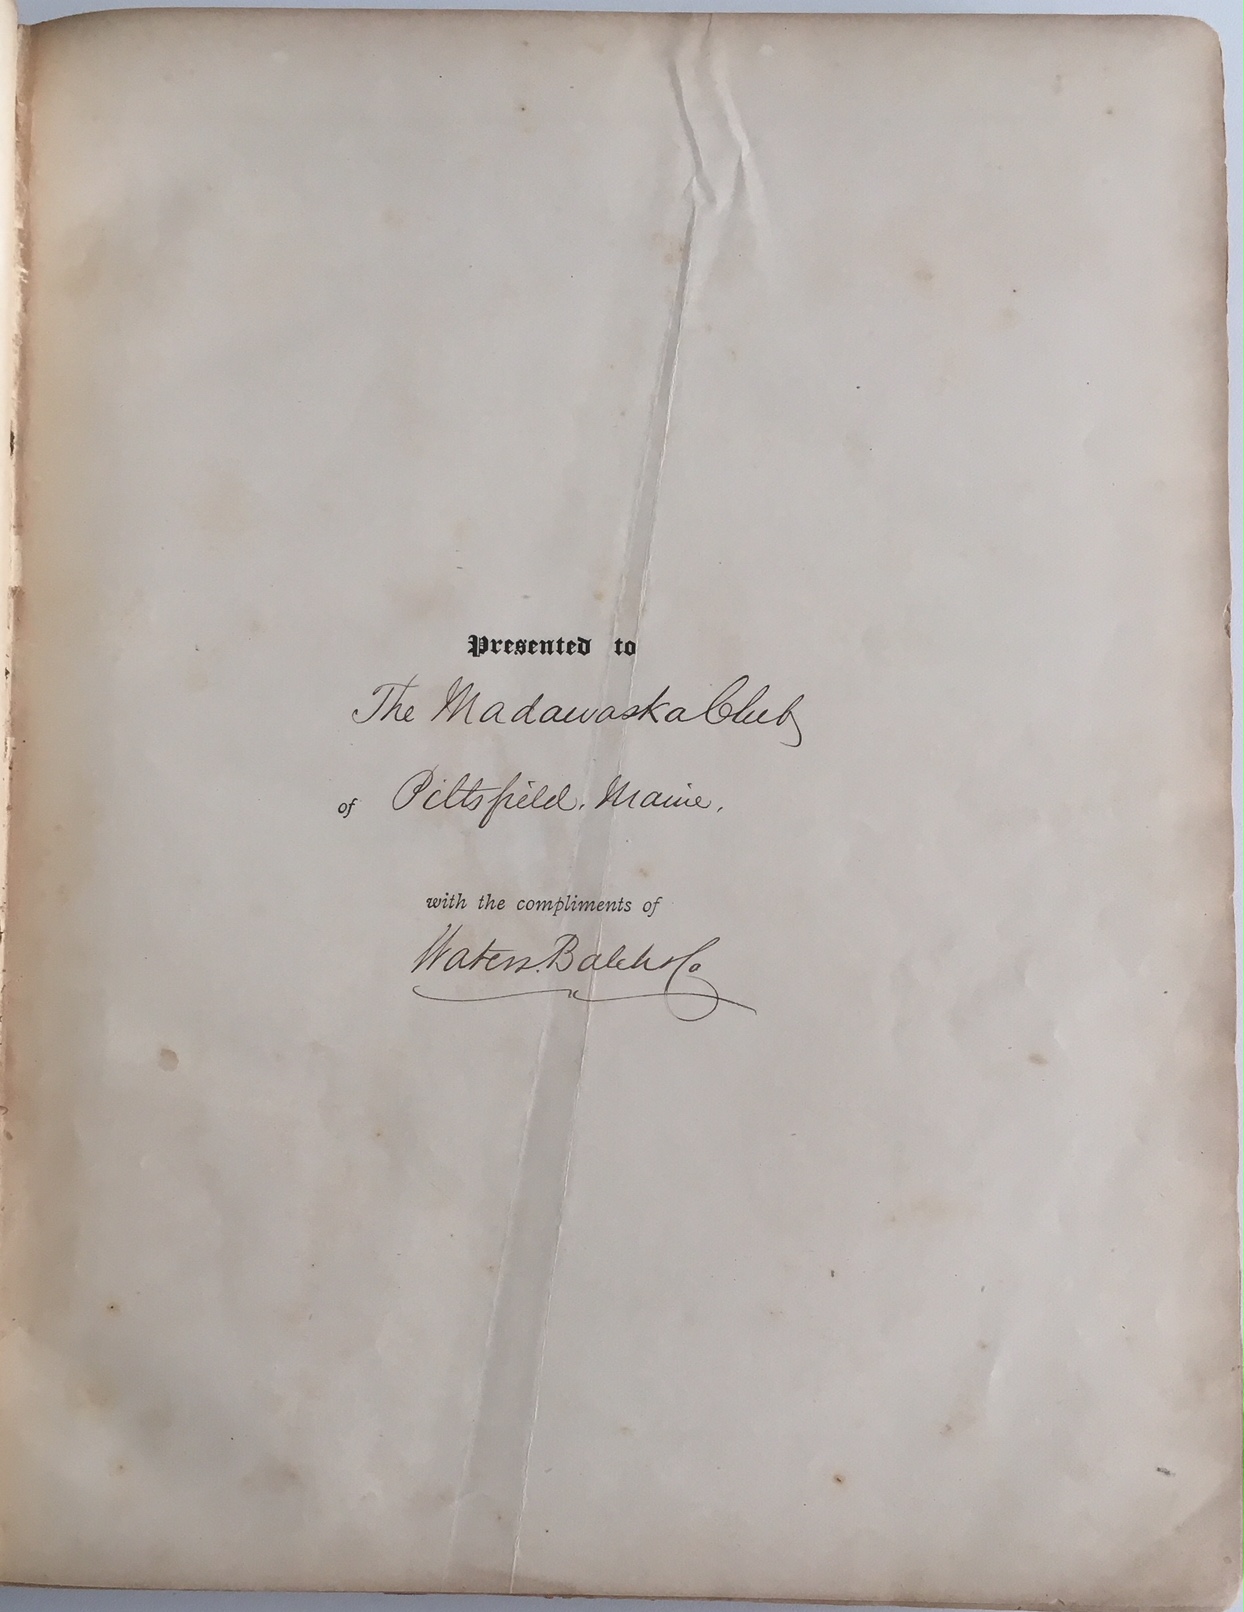 Presented to
The Madawaska Club
of Pittsfield, Maine,
with the compliments of
Waters. Balch & Co